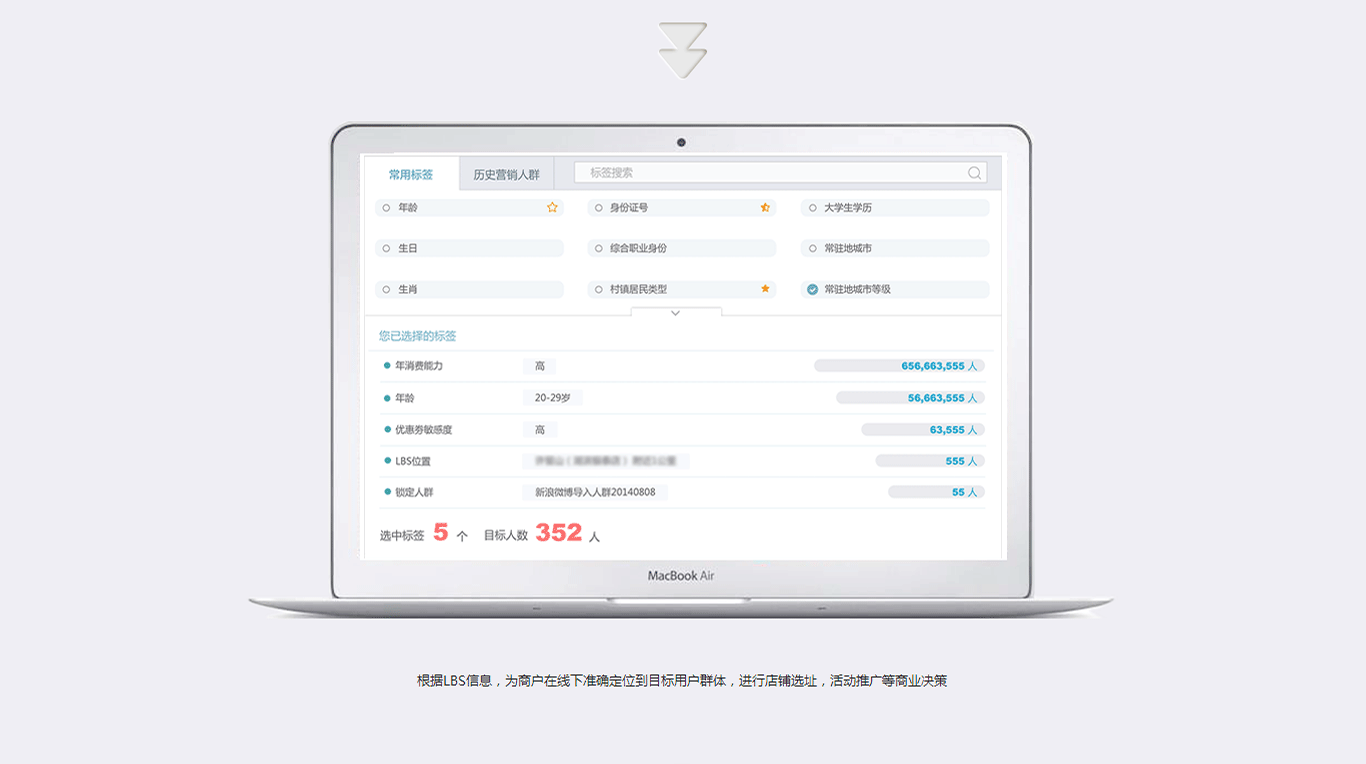 常用标签 历史营销人群 标签搜索
年龄 身份证号 大学生学历
生日 综合职业身份 常驻地城市
生肖 村镇居民类型 常驻地城市等级
您已选择的标签
年消费能力 高 656,663,555 人
年龄 20-29岁 56,663,555 人
优惠券敏感度 高 63,555 人
LBS位置 555 人
锁定人群 新浪微博导入人群20140808 55 人
选中标签 5 个 目标人数 352 人
MacBook Air
根据LBS信息，为商户在线下准确定位到目标用户群体，进行店铺选址，活动推广等商业决策